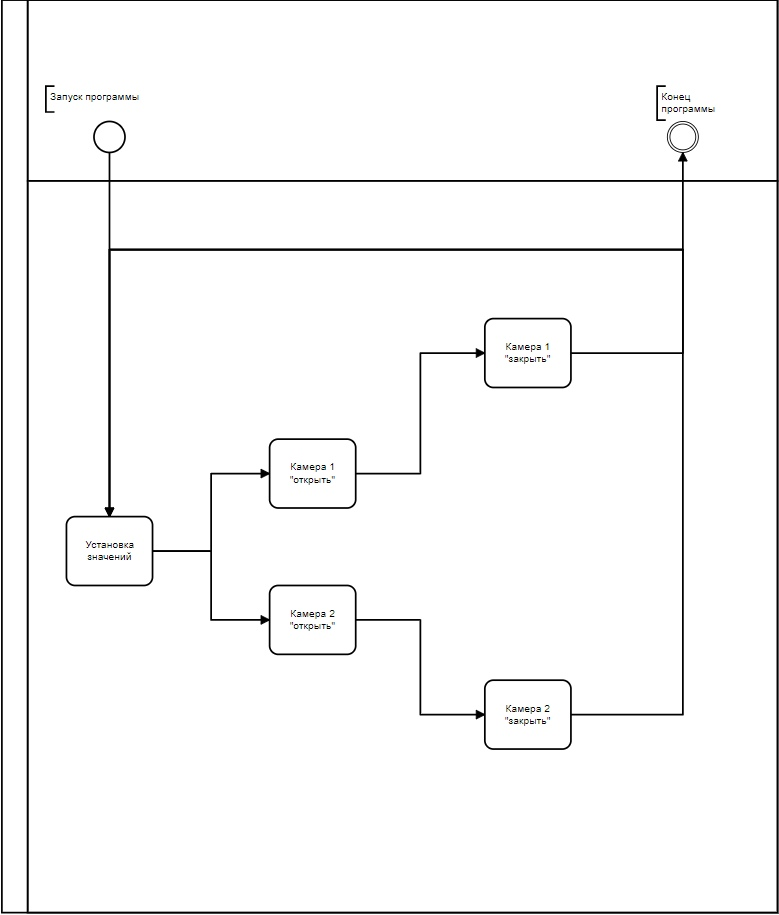 Запуск программы
Конец
программы
Камера 1
"закрыть"
Камера 1
"открыть"
Установка
значений
Камера 2
"открыть"
Камера 2
"закрыть"